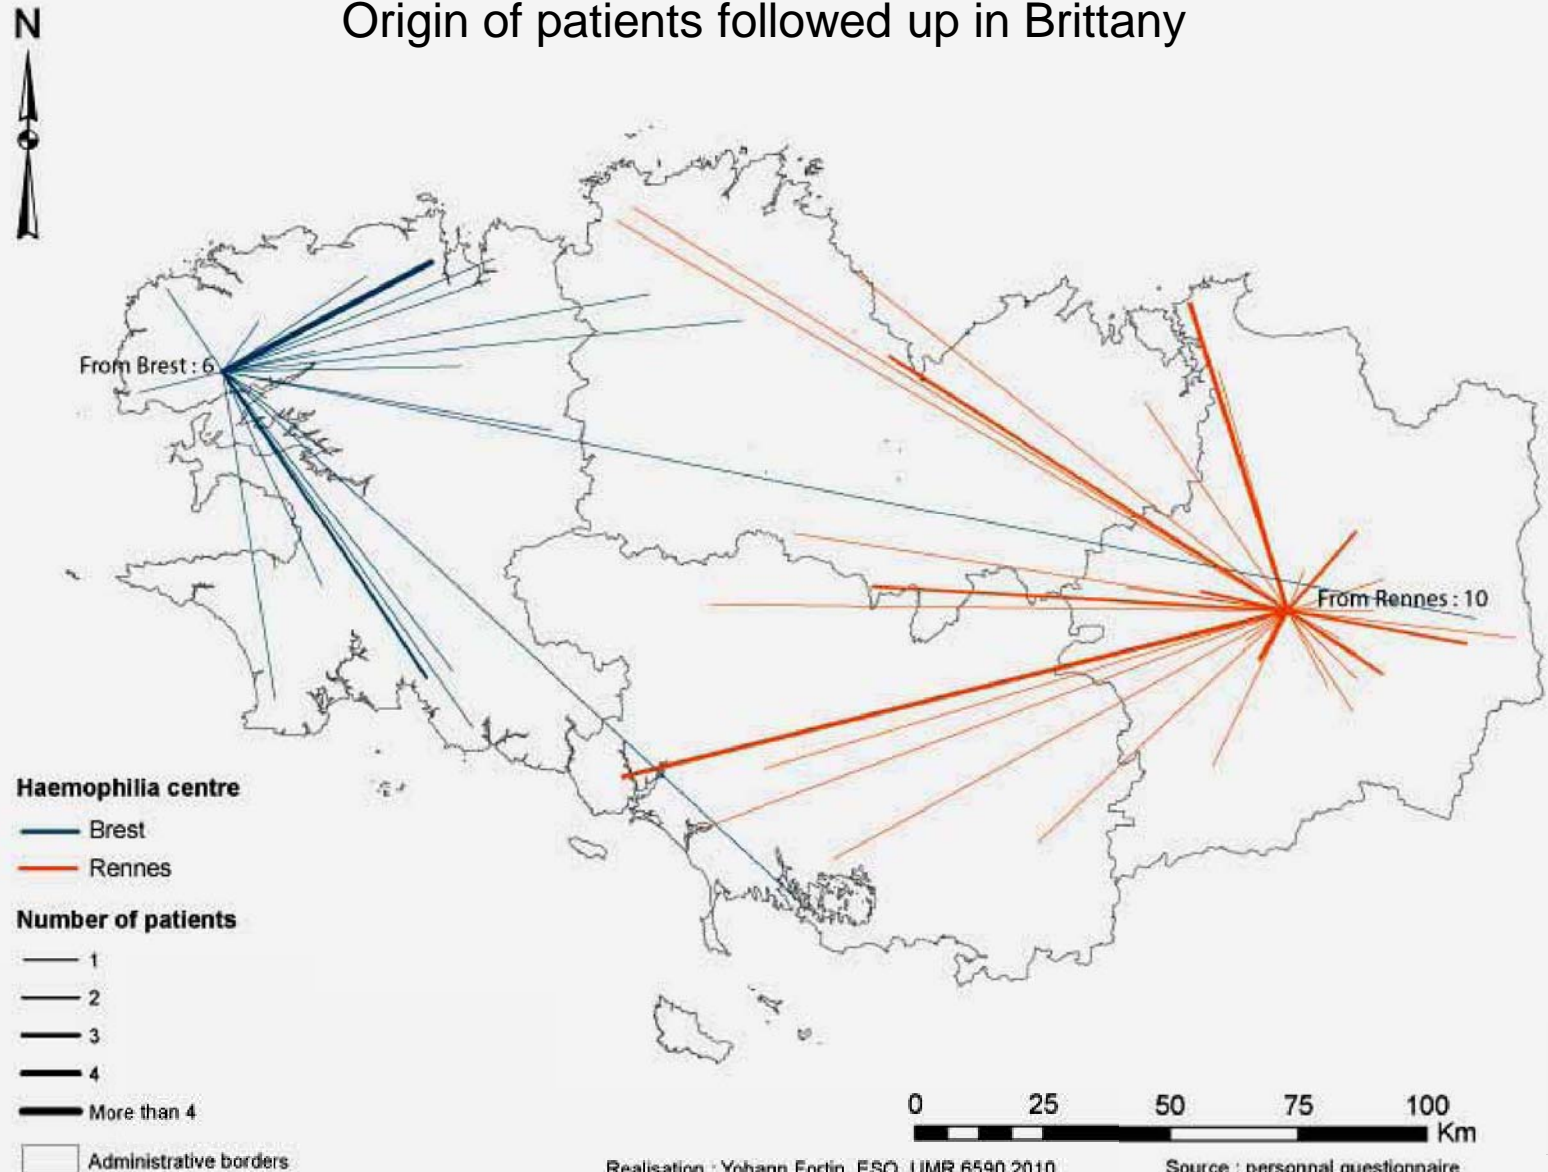 N
Origin of patients followed up in Brittany
From Brest : 6
From Rennes : 10
Haemophilia centre
Brest
Rennes
Number of patients
1
2
3
4
More than 4
Administrative borders
0 25 50 75 100
Km
Realisation : Yohann Fortin, ESO, UMR 6590 2010
Source : personnal questionnaire